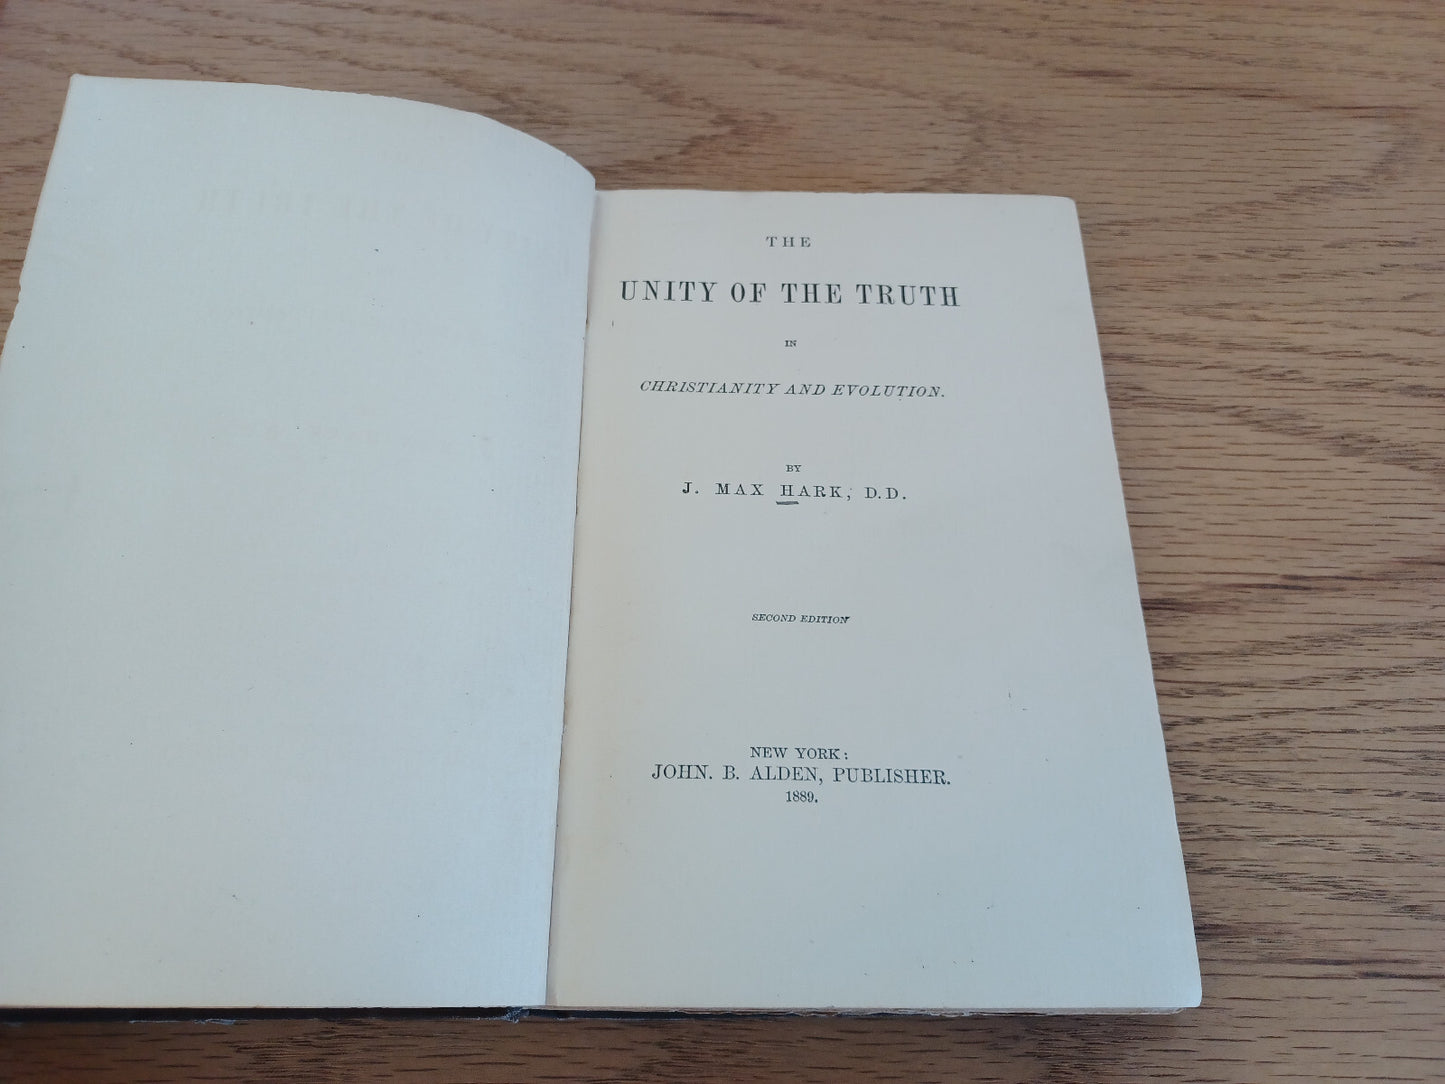 THE
UNITY OF THE TRUTH
IN
CHRISTIANITY AND EVOLUTION.
BY
J. MAX HARK, D.D.
SECOND EDITION
NEW YORK:
JOHN. B. ALDEN, PUBLISHER.
1889.